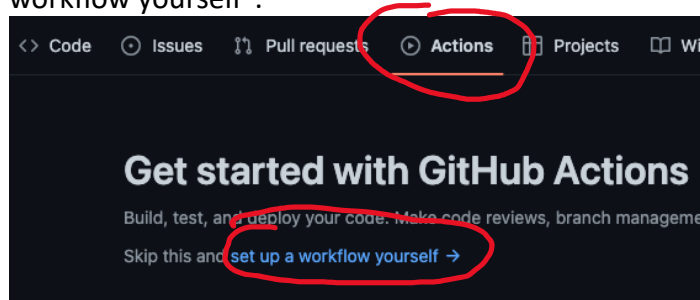 workflow yourself".
<> Code Issues Pull requests Actions Projects Wi
Get started with GitHub Actions
Build, test, and deploy your code. Make code reviews, branch manageme
Skip this and set up a workflow yourself →